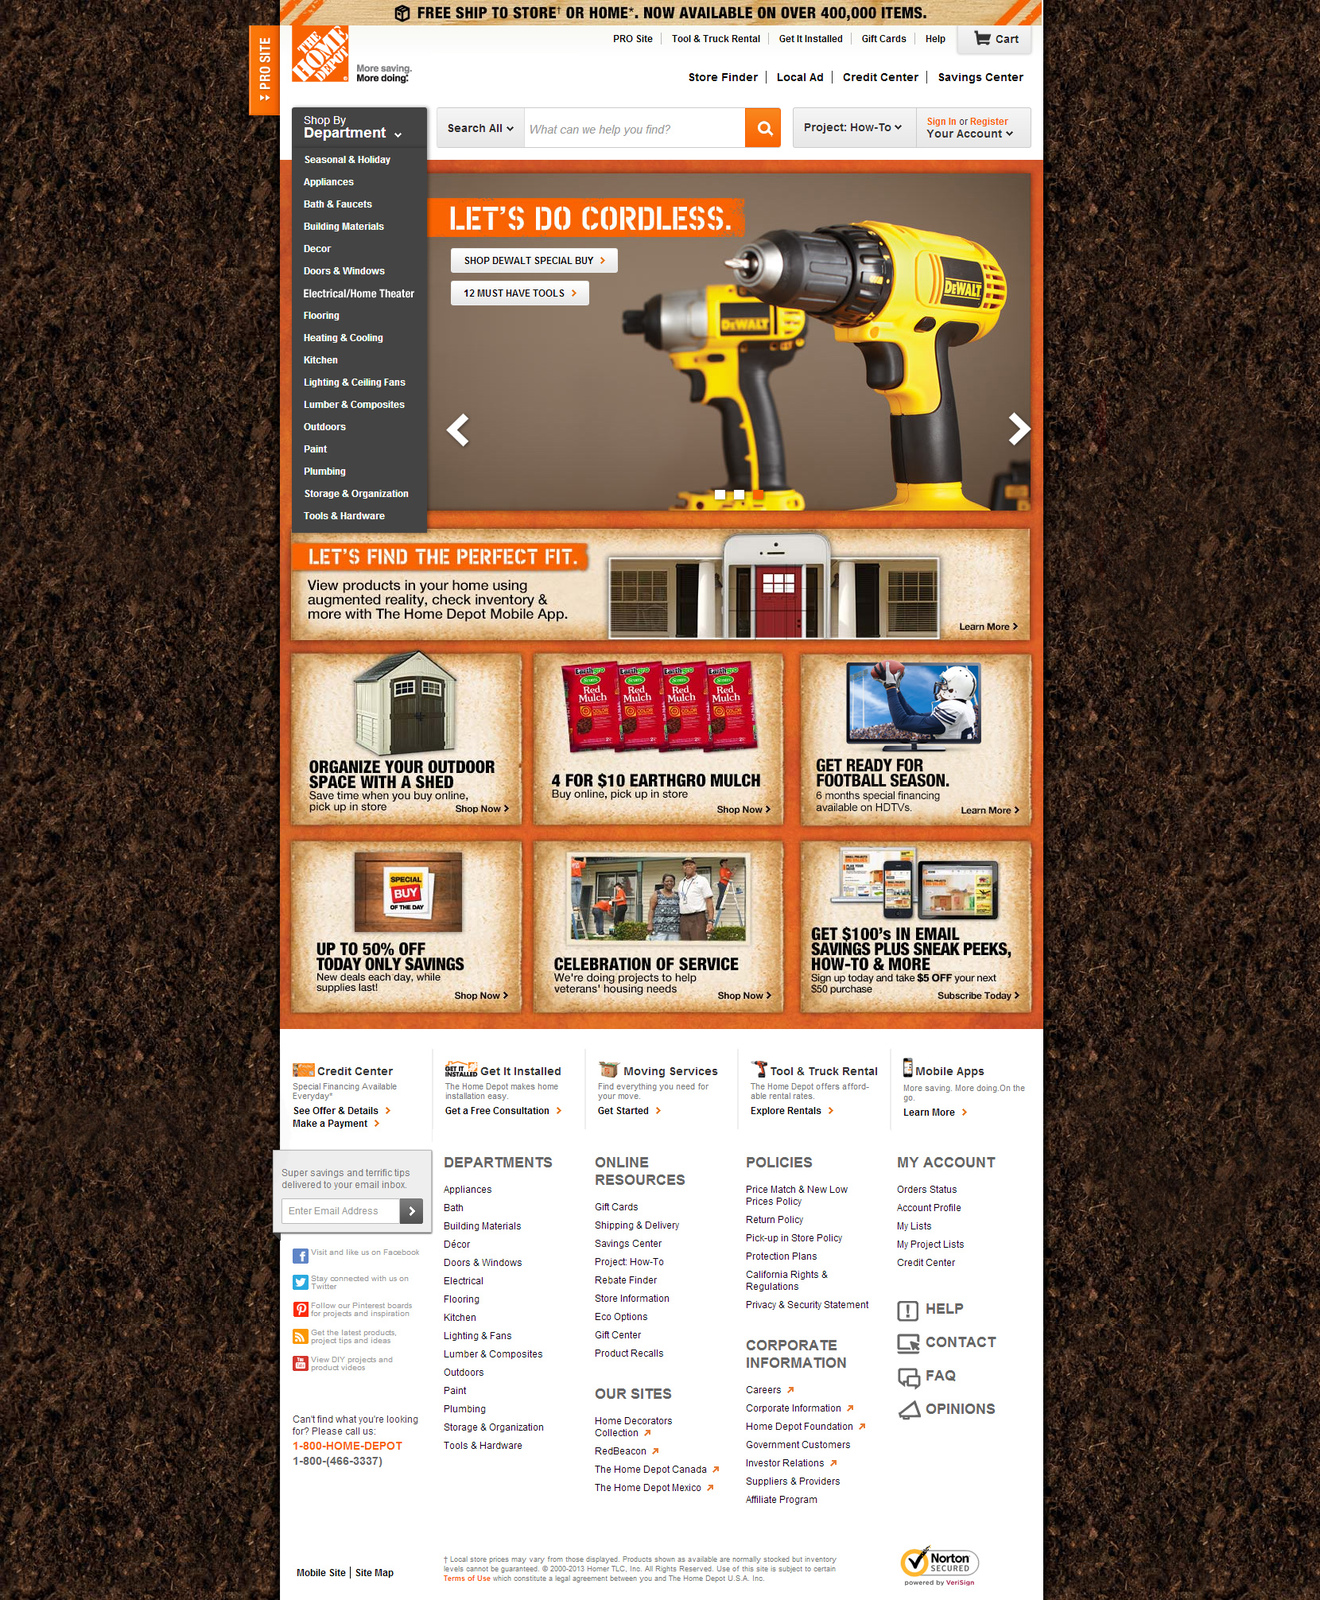 FREE SHIP TO STORE† OR HOME*. NOW AVAILABLE ON OVER 400,000 ITEMS.
PRO SITE
THE HOME DEPOT
More saving.
More doing.
PRO Site
Tool & Truck Rental
Get It Installed
Gift Cards
Help
Cart
Store Finder
Local Ad
Credit Center
Savings Center
Shop By
Department
Search All
What can we help you find?
Project: How-To
Sign In or Register
Your Account
Seasonal & Holiday
Appliances
Bath & Faucets
Building Materials
Decor
Doors & Windows
Electrical/Home Theater
Flooring
Heating & Cooling
Kitchen
Lighting & Ceiling Fans
Lumber & Composites
Outdoors
Paint
Plumbing
Storage & Organization
Tools & Hardware
LET'S DO CORDLESS.
SHOP DEWALT SPECIAL BUY
12 MUST HAVE TOOLS
DEWALT
DEWALT
LET'S FIND THE PERFECT FIT.
View products in your home using
augmented reality, check inventory &
more with The Home Depot Mobile App.
Learn More
ORGANIZE YOUR OUTDOOR
SPACE WITH A SHED
Save time when you buy online,
pick up in store
Shop Now
Earthgro
Earthgro
Earthgro
Earthgro
Scotts
Scotts
Scotts
Scotts
Red
Mulch
Red
Mulch
Red
Mulch
Red
Mulch
4 FOR $10 EARTHGRO MULCH
Buy online, pick up in store
Shop Now
GET READY FOR
FOOTBALL SEASON.
6 months special financing
available on HDTVs.
Learn More
SPECIAL
BUY
OF THE DAY
UP TO 50% OFF
TODAY ONLY SAVINGS
New deals each day, while
supplies last!
Shop Now
CELEBRATION OF SERVICE
We're doing projects to help
veterans' housing needs
Shop Now
GET $100's IN EMAIL
SAVINGS PLUS SNEAK PEEKS,
HOW-TO & MORE
Sign up today and take $5 OFF your next
$50 purchase
Subscribe Today
Credit Center
Special Financing Available
Everyday*
See Offer & Details
Make a Payment
GET IT
INSTALLED
Get It Installed
The Home Depot makes home
installation easy.
Get a Free Consultation
Moving Services
Find everything you need for
your move.
Get Started
Tool & Truck Rental
The Home Depot offers afford-
able rental rates.
Explore Rentals
Mobile Apps
More saving. More doing.On the
go.
Learn More
Super savings and terrific tips
delivered to your email inbox.
Enter Email Address
Visit and like us on Facebook
Stay connected with us on
Twitter
Follow our Pinterest boards
for projects and inspiration
Get the latest products,
project tips and ideas
View DIY projects and
product videos
Can't find what you're looking
for? Please call us:
1-800-HOME-DEPOT
1-800-(466-3337)
DEPARTMENTS
Appliances
Bath
Building Materials
Décor
Doors & Windows
Electrical
Flooring
Kitchen
Lighting & Fans
Lumber & Composites
Outdoors
Paint
Plumbing
Storage & Organization
Tools & Hardware
ONLINE
RESOURCES
Gift Cards
Shipping & Delivery
Savings Center
Project: How-To
Rebate Finder
Store Information
Eco Options
Gift Center
Product Recalls
OUR SITES
Home Decorators
Collection
RedBeacon
The Home Depot Canada
The Home Depot Mexico
POLICIES
Price Match & New Low
Prices Policy
Return Policy
Pick-up in Store Policy
Protection Plans
California Rights &
Regulations
Privacy & Security Statement
CORPORATE
INFORMATION
Careers
Corporate Information
Home Depot Foundation
Government Customers
Investor Relations
Suppliers & Providers
Affiliate Program
MY ACCOUNT
Orders Status
Account Profile
My Lists
My Project Lists
Credit Center
HELP
CONTACT
FAQ
OPINIONS
Mobile Site | Site Map
† Local store prices may vary from those displayed. Products shown as available are normally stocked but inventory
levels cannot be guaranteed. © 2000-2013 Homer TLC, Inc. All Rights Reserved. Use of this site is subject to certain
Terms of Use which constitute a legal agreement between you and The Home Depot U.S.A. Inc.
Norton
SECURED
powered by VeriSign